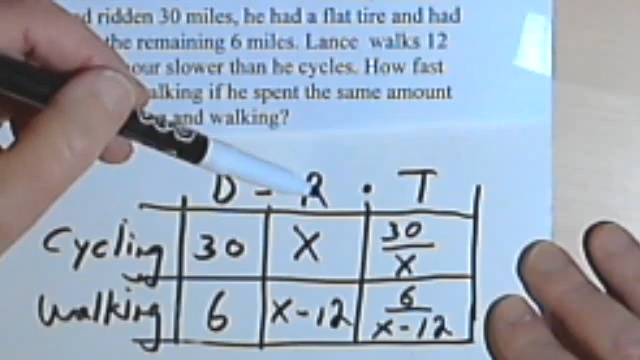 ridden 30 miles, he had a flat tire and had
the remaining 6 miles. Lance walks 12
slower than he cycles. How fast
if he spent the same amount
and walking?
D = R · T
Cycling 30 X 30/X
Walking 6 X-12 6/X-12